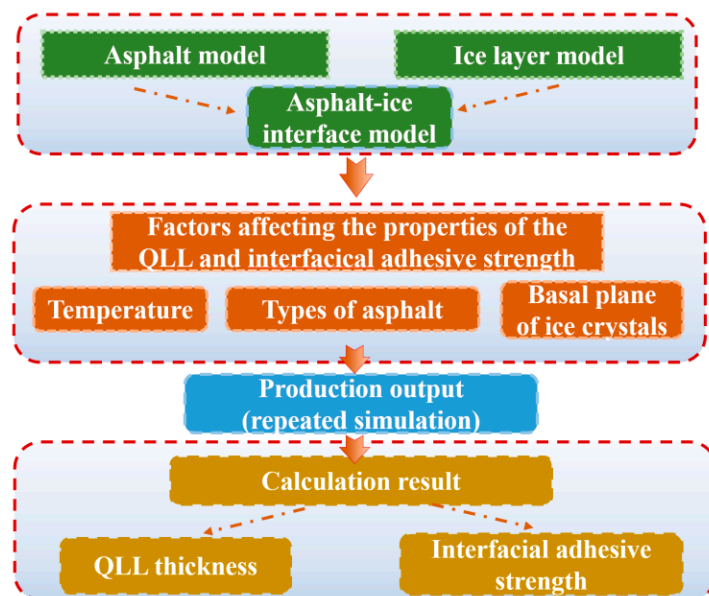 Asphalt model
Ice layer model
Asphalt-ice
interface model
Factors affecting the properties of the
QLL and interfacical adhesive strength
Temperature
Types of asphalt
Basal plane
of ice crystals
Production output
(repeated simulation)
Calculation result
QLL thickness
Interfacial adhesive
strength